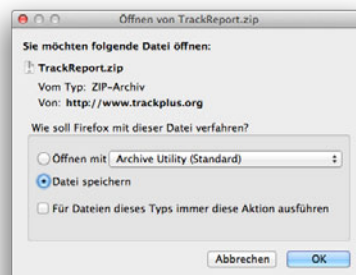 Öffnen von TrackReport.zip
Sie möchten folgende Datei öffnen:
TrackReport.zip
Vom Typ: ZIP-Archiv
Von: http://www.trackplus.org
Wie soll Firefox mit dieser Datei verfahren?
Öffnen mit Archive Utility (Standard)
Datei speichern
Für Dateien dieses Typs immer diese Aktion ausführen
Abbrechen OK